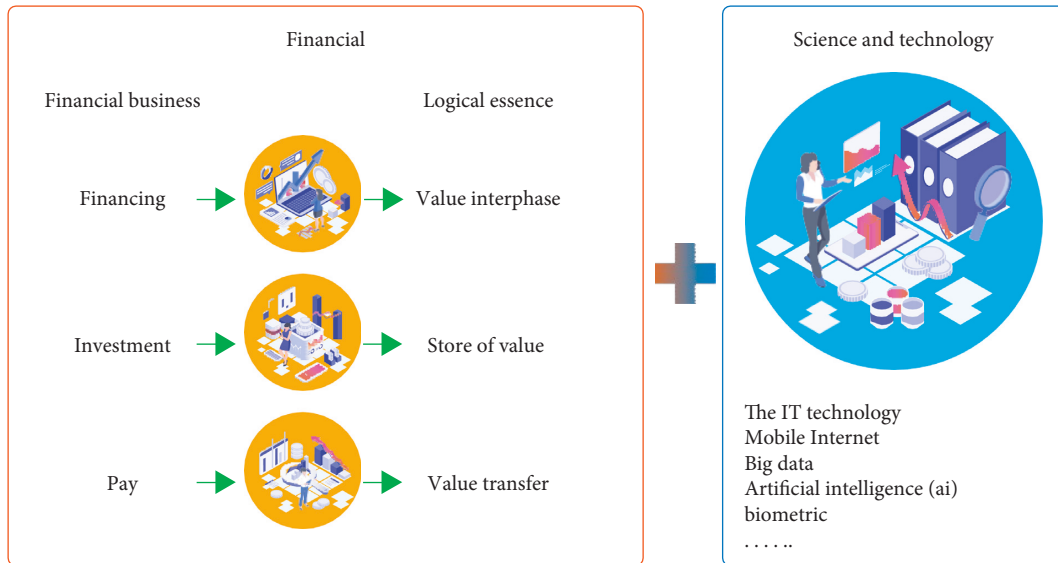 Financial
Financial business
Logical essence
Financing
Value interphase
Investment
Store of value
Pay
Value transfer
Science and technology
The IT technology
Mobile Internet
Big data
Artificial intelligence (ai)
biometric
. . . . . ..